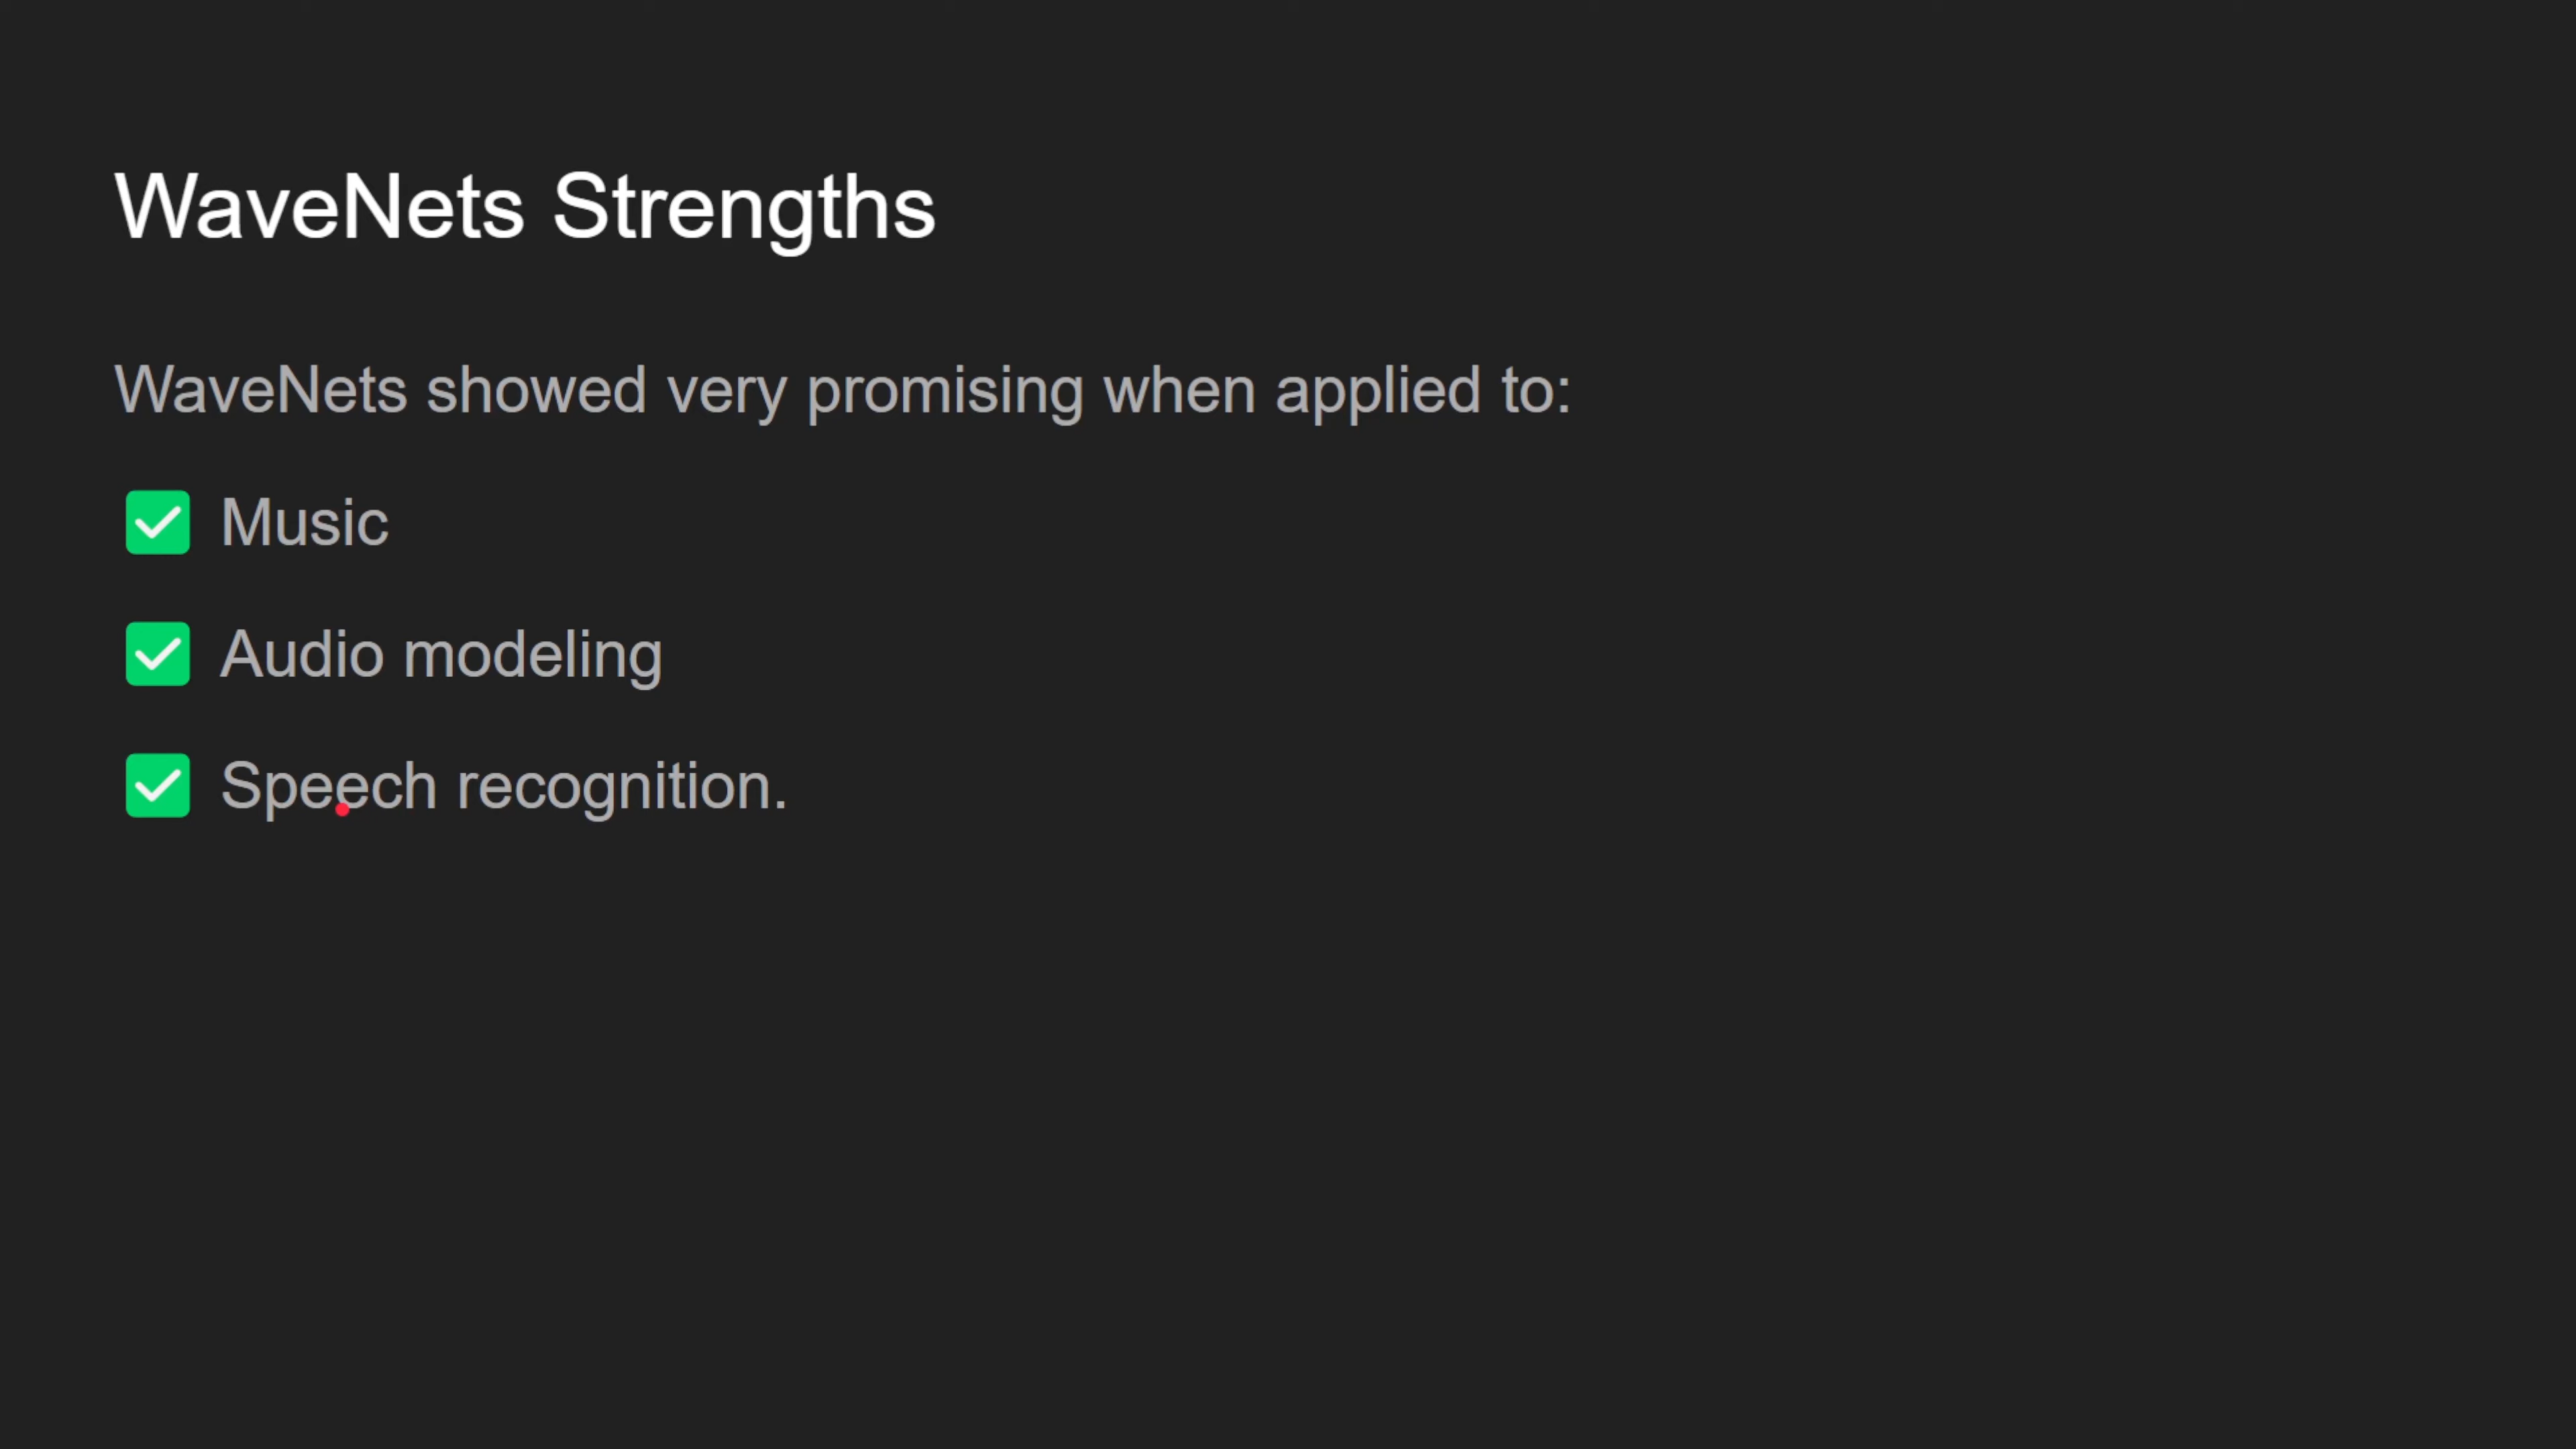 WaveNets Strengths
WaveNets showed very promising when applied to:
Music
Audio modeling
Speech recognition.